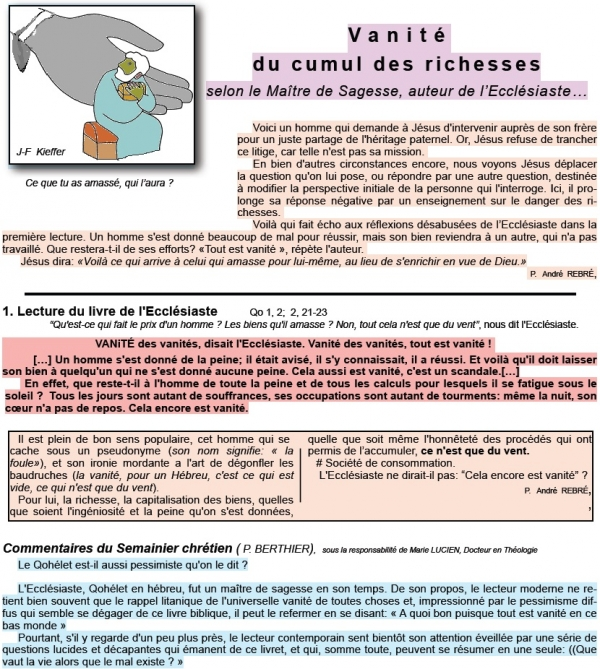 Vanité
du cumul des richesses
selon le Maître de Sagesse, auteur de l’Ecclésiaste…
J-F Kieffer
Ce que tu as amassé, qui l'aura ?
Voici un homme qui demande à Jésus d'intervenir auprès de son frère
pour un juste partage de l'héritage paternel. Or, Jésus refuse de trancher
ce litige, car telle n'est pas sa mission.
En bien d'autres circonstances encore, nous voyons Jésus déplacer
la question qu'on lui pose, ou répondre par une autre question, destinée
à modifier la perspective initiale de la personne qui l'interroge. Ici, il pro-
longe sa réponse négative par un enseignement sur le danger des ri-
chesses.
Voilà qui fait écho aux réflexions désabusées de l'Ecclésiaste dans la
première lecture. Un homme s'est donné beaucoup de mal pour réussir, mais son bien reviendra à un autre, qui n'a pas
travaillé. Que restera-t-il de ses efforts? «Tout est vanité », répète l'auteur.
Jésus dira: «Voilà ce qui arrive à celui qui amasse pour lui-même, au lieu de s'enrichir en vue de Dieu.»
P. André REBRÉ,
1. Lecture du livre de l'Ecclésiaste Qo 1, 2; 2, 21-23
“Qu'est-ce qui fait le prix d'un homme ? Les biens qu'il amasse ? Non, tout cela n'est que du vent”, nous dit l'Ecclésiaste.
VANiTÉ des vanités, disait l'Ecclésiaste. Vanité des vanités, tout est vanité !
[…] Un homme s'est donné de la peine; il était avisé, il s'y connaissait, il a réussi. Et voilà qu'il doit laisser
son bien à quelqu'un qui ne s'est donné aucune peine. Cela aussi est vanité, c'est un scandale.[…]
En effet, que reste-t-il à l'homme de toute la peine et de tous les calculs pour lesquels il se fatigue sous le
soleil ? Tous les jours sont autant de souffrances, ses occupations sont autant de tourments: même la nuit, son
cœur n'a pas de repos. Cela encore est vanité.
Il est plein de bon sens populaire, cet homme qui se
cache sous un pseudonyme (son nom signifie: « la
foule»), et son ironie mordante a l'art de dégonfler les
baudruches (la vanité, pour un Hébreu, c'est ce qui est
vide, ce qui n'est que du vent).
Pour lui, la richesse, la capitalisation des biens, quelles
que soient l'ingéniosité et la peine qu'on s'est données,
quelle que soit même l'honnêteté des procédés qui ont
permis de l'accumuler, ce n'est que du vent.
# Société de consommation.
L'Ecclésiaste ne dirait-il pas: “Cela encore est vanité” ?
P. André REBRÉ,
,
Commentaires du Semainier chrétien ( P. BERTHIER), sous la responsabilité de Marie LUCIEN, Docteur en Théologie
Le Qohélet est-il aussi pessimiste qu'on le dit ?
L'Ecclésiaste, Qohélet en hébreu, fut un maître de sagesse en son temps. De son propos, le lecteur moderne ne re-
tient bien souvent que le rappel litanique de l'universelle vanité de toutes choses et, impressionné par le pessimisme dif-
fus qui semble se dégager de ce livre biblique, il peut le refermer en se disant: « A quoi bon puisque tout est vanité en ce
bas monde »
Pourtant, s'il y regarde d'un peu plus près, le lecteur contemporain sent bientôt son attention éveillée par une série de
questions lucides et décapantes qui émanent de ce livret, et qui, somme toute, peuvent se résumer en une seule: ((Que
vaut la vie alors que le mal existe ? »